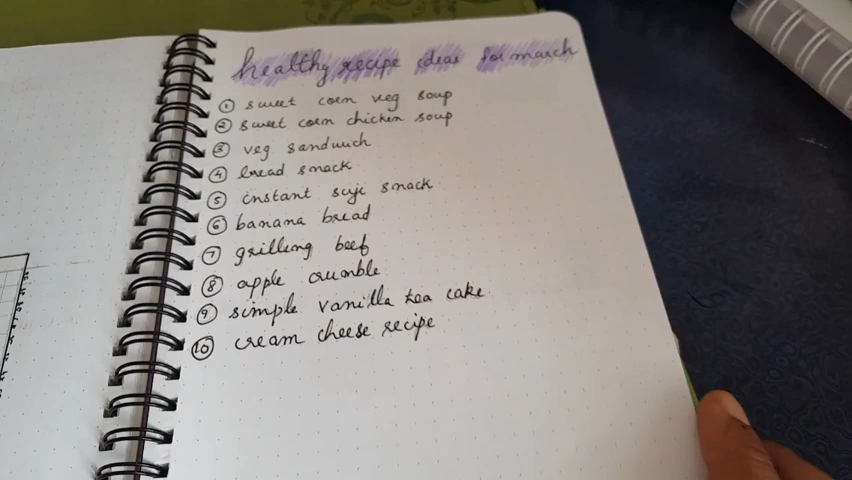 healthy recipe ideas for march
1 sweet corn veg soup
2 sweet corn chicken soup
3 veg sandwich
4 bread snack
5 instant suji snack
6 banana bread
7 grilling beef
8 apple crumble
9 simple vanilla tea cake
10 cream cheese recipe